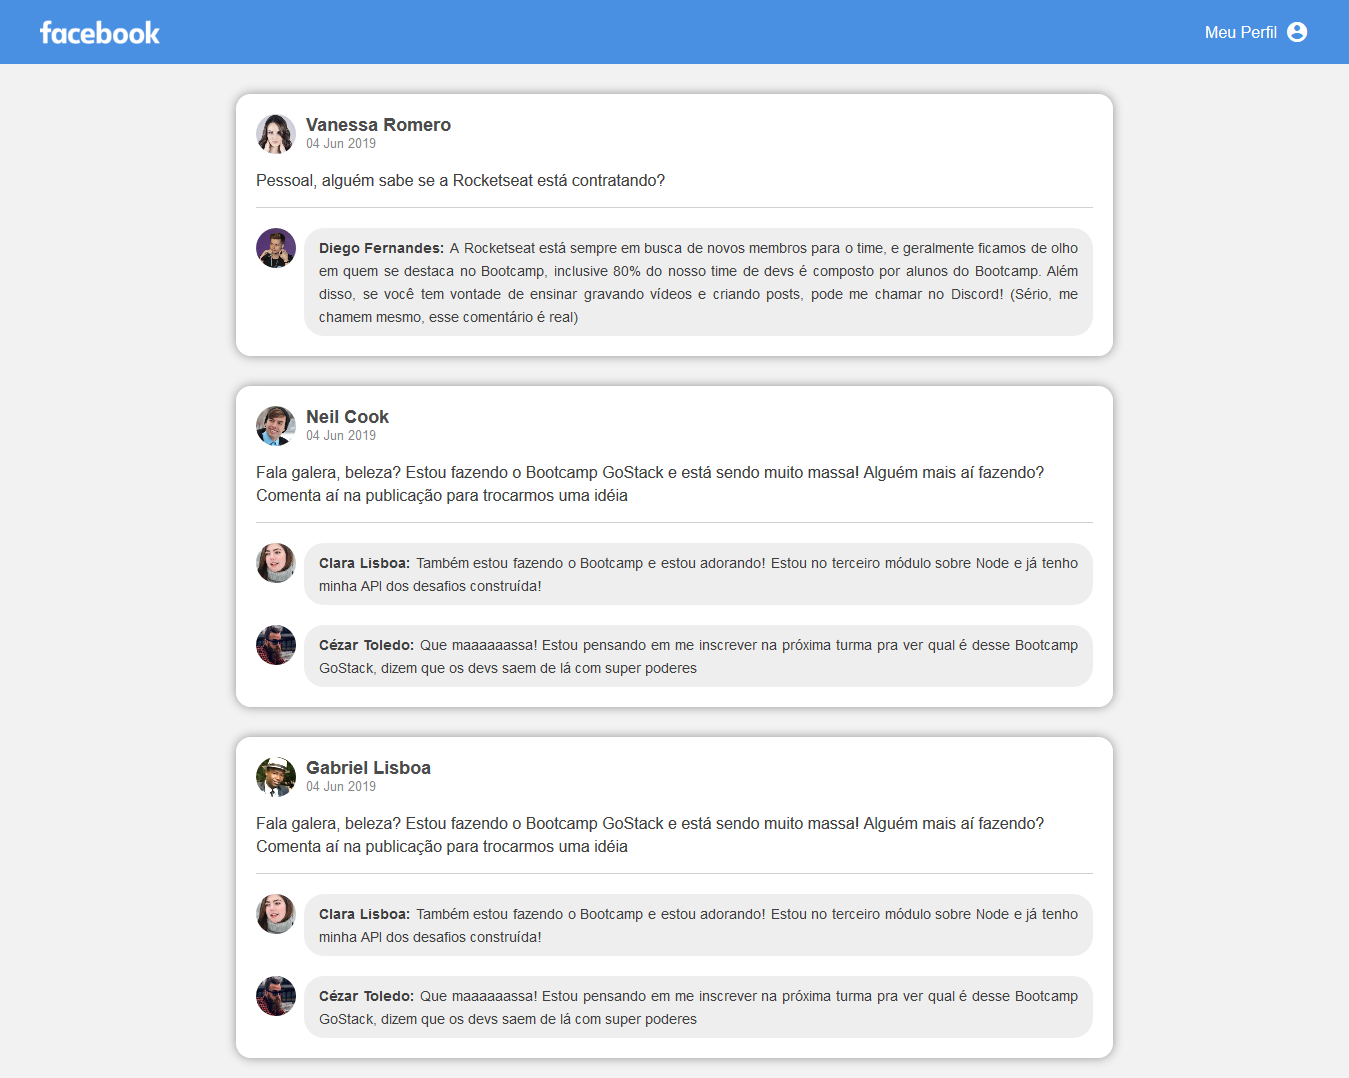 facebook
Meu Perfil
Vanessa Romero
04 Jun 2019
Pessoal, alguém sabe se a Rocketseat está contratando?
Diego Fernandes: A Rocketseat está sempre em busca de novos membros para o time, e geralmente ficamos de olho
em quem se destaca no Bootcamp, inclusive 80% do nosso time de devs é composto por alunos do Bootcamp. Além
disso, se você tem vontade de ensinar gravando vídeos e criando posts, pode me chamar no Discord! (Sério, me
chamem mesmo, esse comentário é real)
Neil Cook
04 Jun 2019
Fala galera, beleza? Estou fazendo o Bootcamp GoStack e está sendo muito massa! Alguém mais aí fazendo?
Comenta aí na publicação para trocarmos uma idéia
Clara Lisboa: Também estou fazendo o Bootcamp e estou adorando! Estou no terceiro módulo sobre Node e já tenho
minha API dos desafios construída!
Cézar Toledo: Que maaaaaassa! Estou pensando em me inscrever na próxima turma pra ver qual é desse Bootcamp
GoStack, dizem que os devs saem de lá com super poderes
Gabriel Lisboa
04 Jun 2019
Fala galera, beleza? Estou fazendo o Bootcamp GoStack e está sendo muito massa! Alguém mais aí fazendo?
Comenta aí na publicação para trocarmos uma idéia
Clara Lisboa: Também estou fazendo o Bootcamp e estou adorando! Estou no terceiro módulo sobre Node e já tenho
minha API dos desafios construída!
Cézar Toledo: Que maaaaaassa! Estou pensando em me inscrever na próxima turma pra ver qual é desse Bootcamp
GoStack, dizem que os devs saem de lá com super poderes